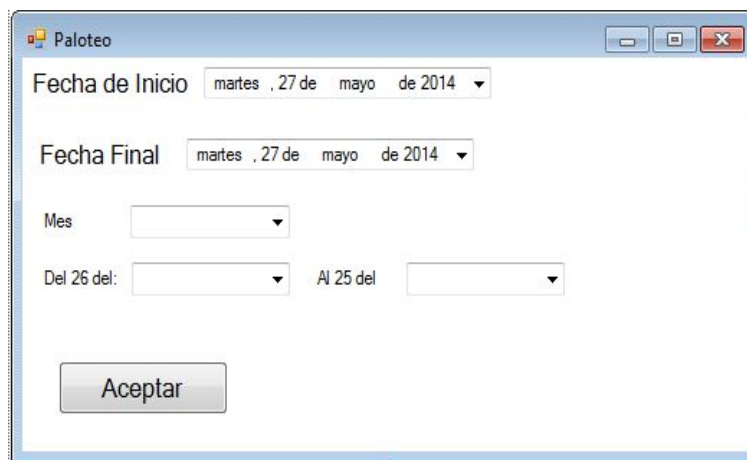 Paloteo
Fecha de Inicio martes , 27 de mayo de 2014
Fecha Final martes , 27 de mayo de 2014
Mes
Del 26 del: Al 25 del
Aceptar